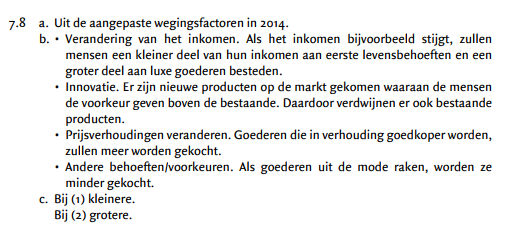 7.8 a. Uit de aangepaste wegingsfactoren in 2014.
b. • Verandering van het inkomen. Als het inkomen bijvoorbeeld stijgt, zullen
mensen een kleiner deel van hun inkomen aan eerste levensbehoeften en een
groter deel aan luxe goederen besteden.
• Innovatie. Er zijn nieuwe producten op de markt gekomen waaraan de mensen
de voorkeur geven boven de bestaande. Daardoor verdwijnen er ook bestaande
producten.
• Prijsverhoudingen veranderen. Goederen die in verhouding goedkoper worden,
zullen meer worden gekocht.
• Andere behoeften/voorkeuren. Als goederen uit de mode raken, worden ze
minder gekocht.
c. Bij (1) kleinere.
Bij (2) grotere.